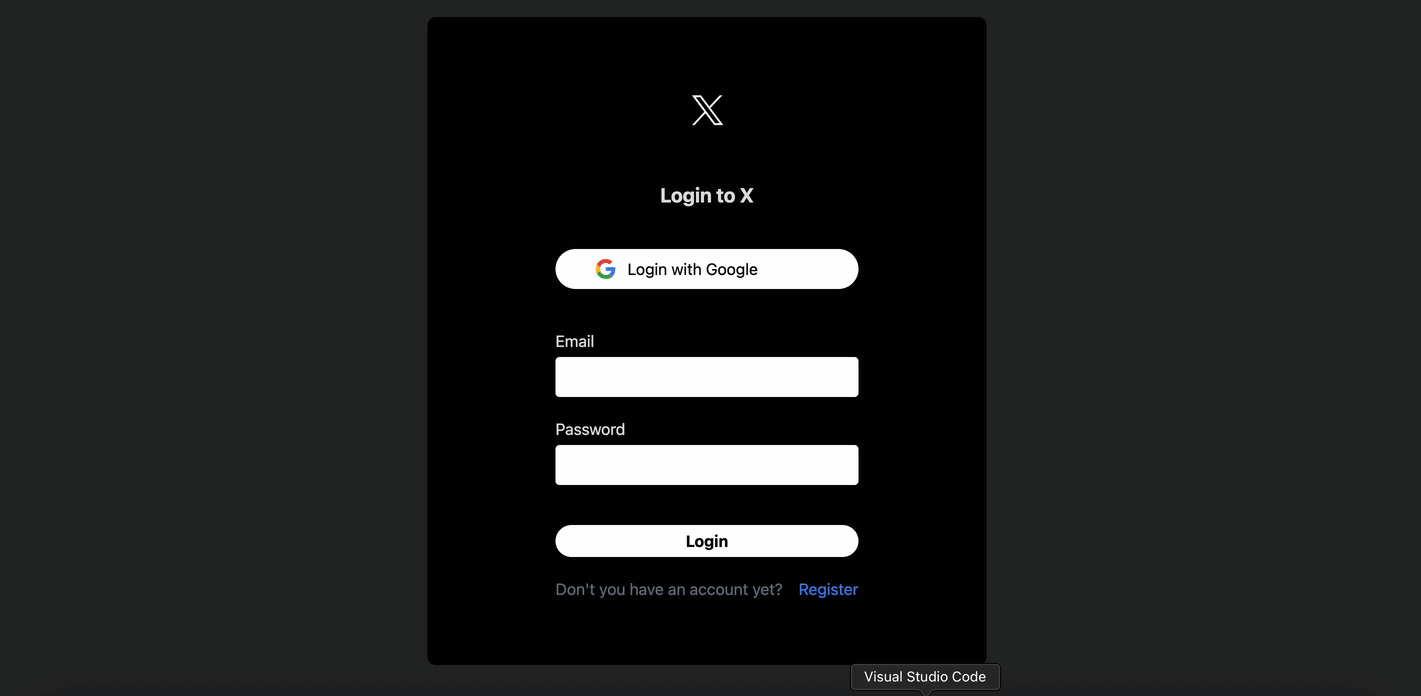 Login to X
Login with Google
Email
Password
Login
Don't you have an account yet? Register
Visual Studio Code